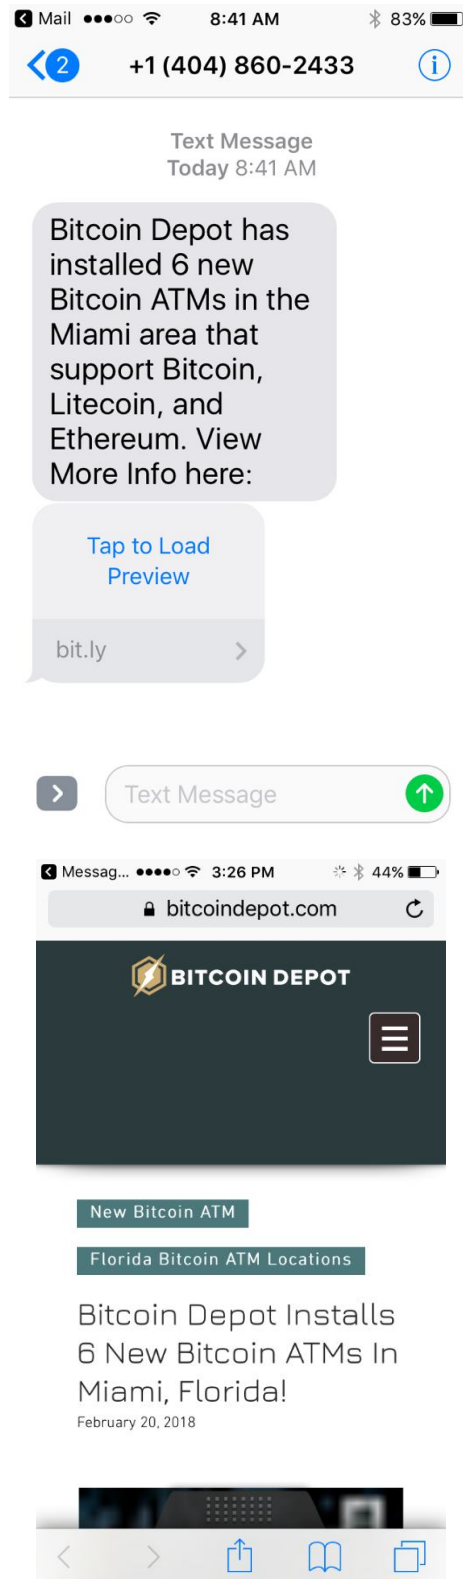 Mail 8:41 AM 83%
2 +1 (404) 860-2433 i
Text Message
Today 8:41 AM
Bitcoin Depot has
installed 6 new
Bitcoin ATMs in the
Miami area that
support Bitcoin,
Litecoin, and
Ethereum. View
More Info here:
Tap to Load
Preview
bit.ly
Text Message
Messag... 3:26 PM 44%
bitcoindepot.com
BITCOIN DEPOT
New Bitcoin ATM
Florida Bitcoin ATM Locations
Bitcoin Depot Installs
6 New Bitcoin ATMs In
Miami, Florida!
February 20, 2018